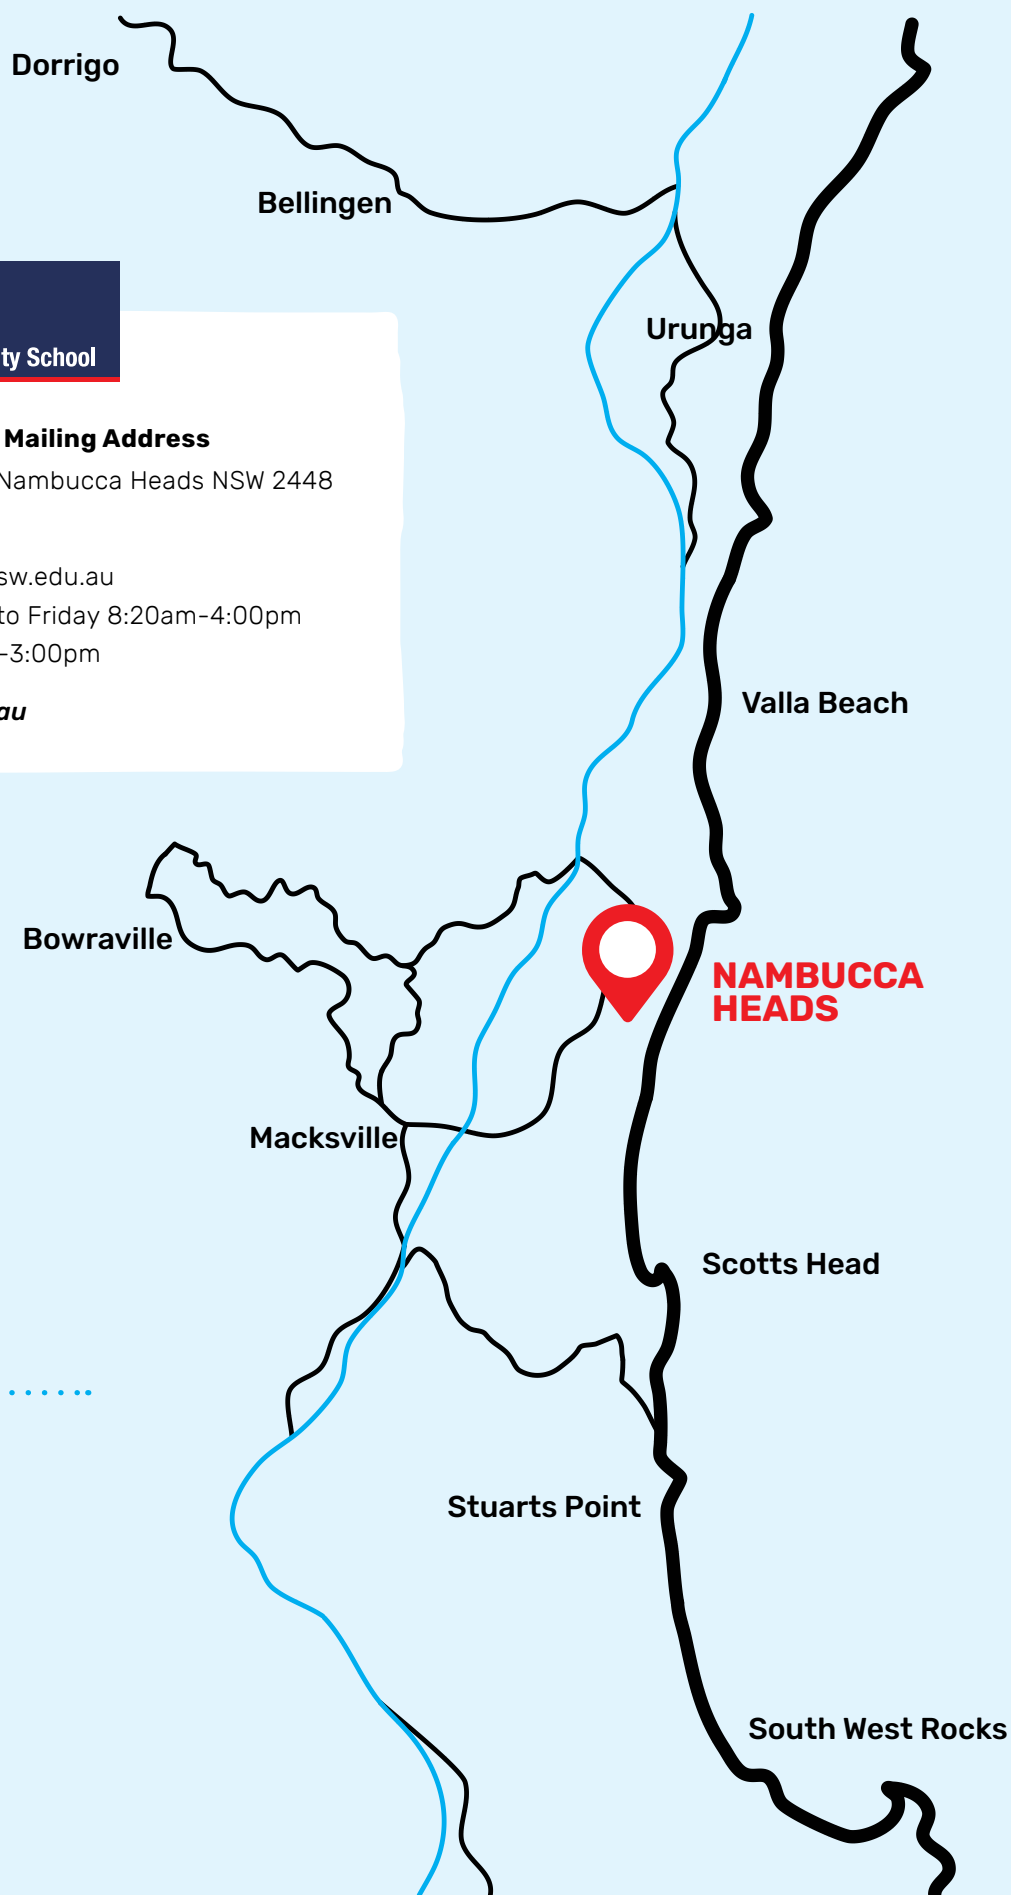 Dorrigo
Bellingen
Urunga
ty School
Mailing Address
Nambucca Heads NSW 2448
sw.edu.au
to Friday 8:20am-4:00pm
-3:00pm
au
Valla Beach
Bowraville
NAMBUCCA
HEADS
Macksville
Scotts Head
Stuarts Point
South West Rocks